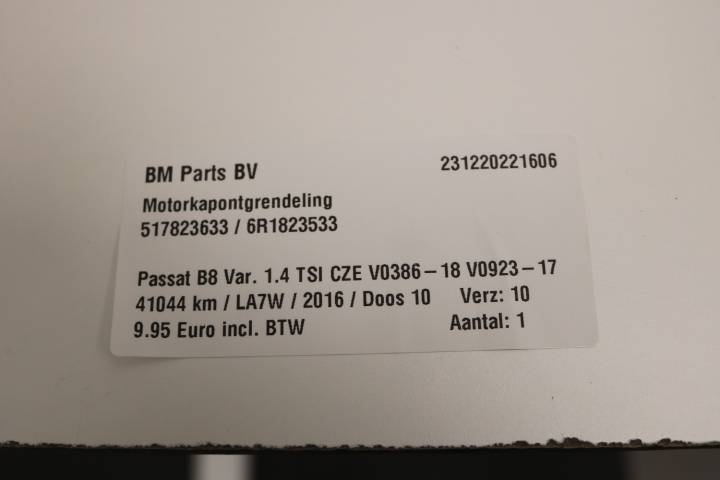 BM Parts BV 231220221606
Motorkapontgrendeling
517823633 / 6R1823533
Passat B8 Var. 1.4 TSI CZE V0386-18 V0923-17
41044 km / LA7W / 2016 / Doos 10 Verz: 10
9.95 Euro incl. BTW Aantal: 1